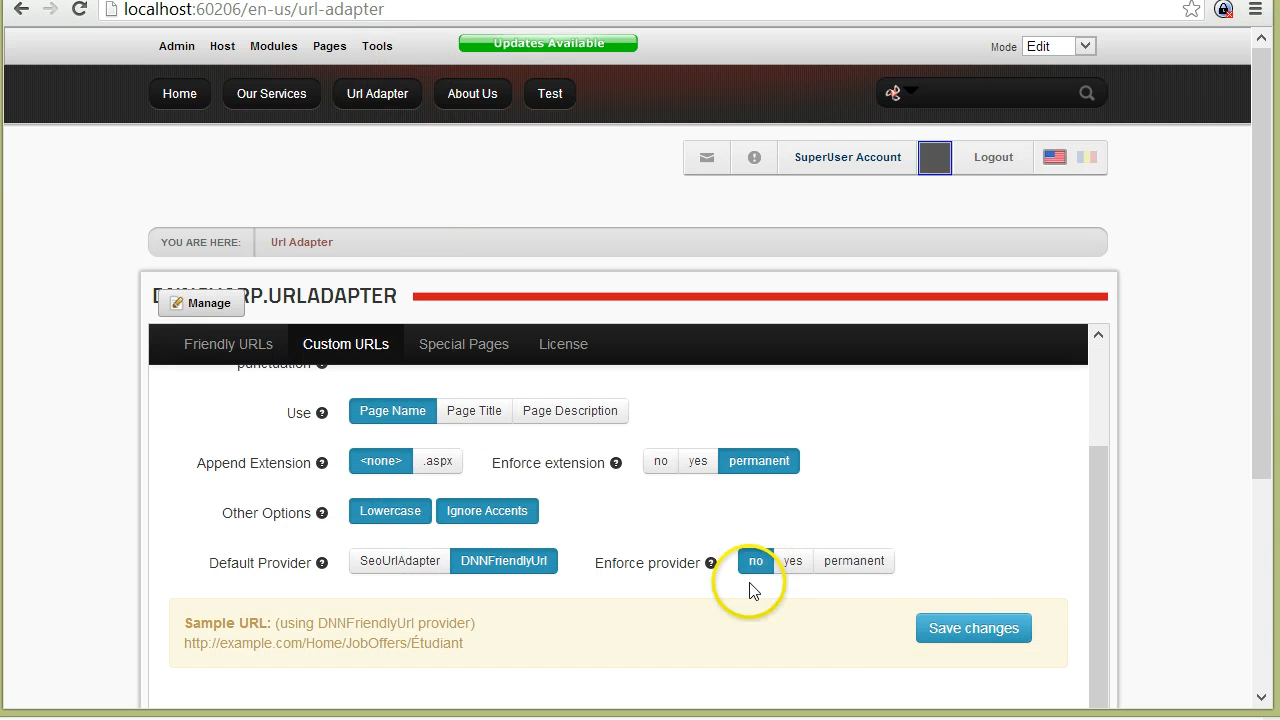 localhost:60206/en-us/url-adapter
Admin Host Modules Pages Tools Updates Available Mode Edit
Home Our Services Url Adapter About Us Test
SuperUser Account Logout
YOU ARE HERE: Url Adapter
RP.URLADAPTER
Manage
Friendly URLs Custom URLs Special Pages License
punctuation
Use Page Name Page Title Page Description
Append Extension <none> .aspx Enforce extension no yes permanent
Other Options Lowercase Ignore Accents
Default Provider SeoUrlAdapter DNNFriendlyUrl Enforce provider no yes permanent
Sample URL: (using DNNFriendlyUrl provider)
http://example.com/Home/JobOffers/Étudiant
Save changes